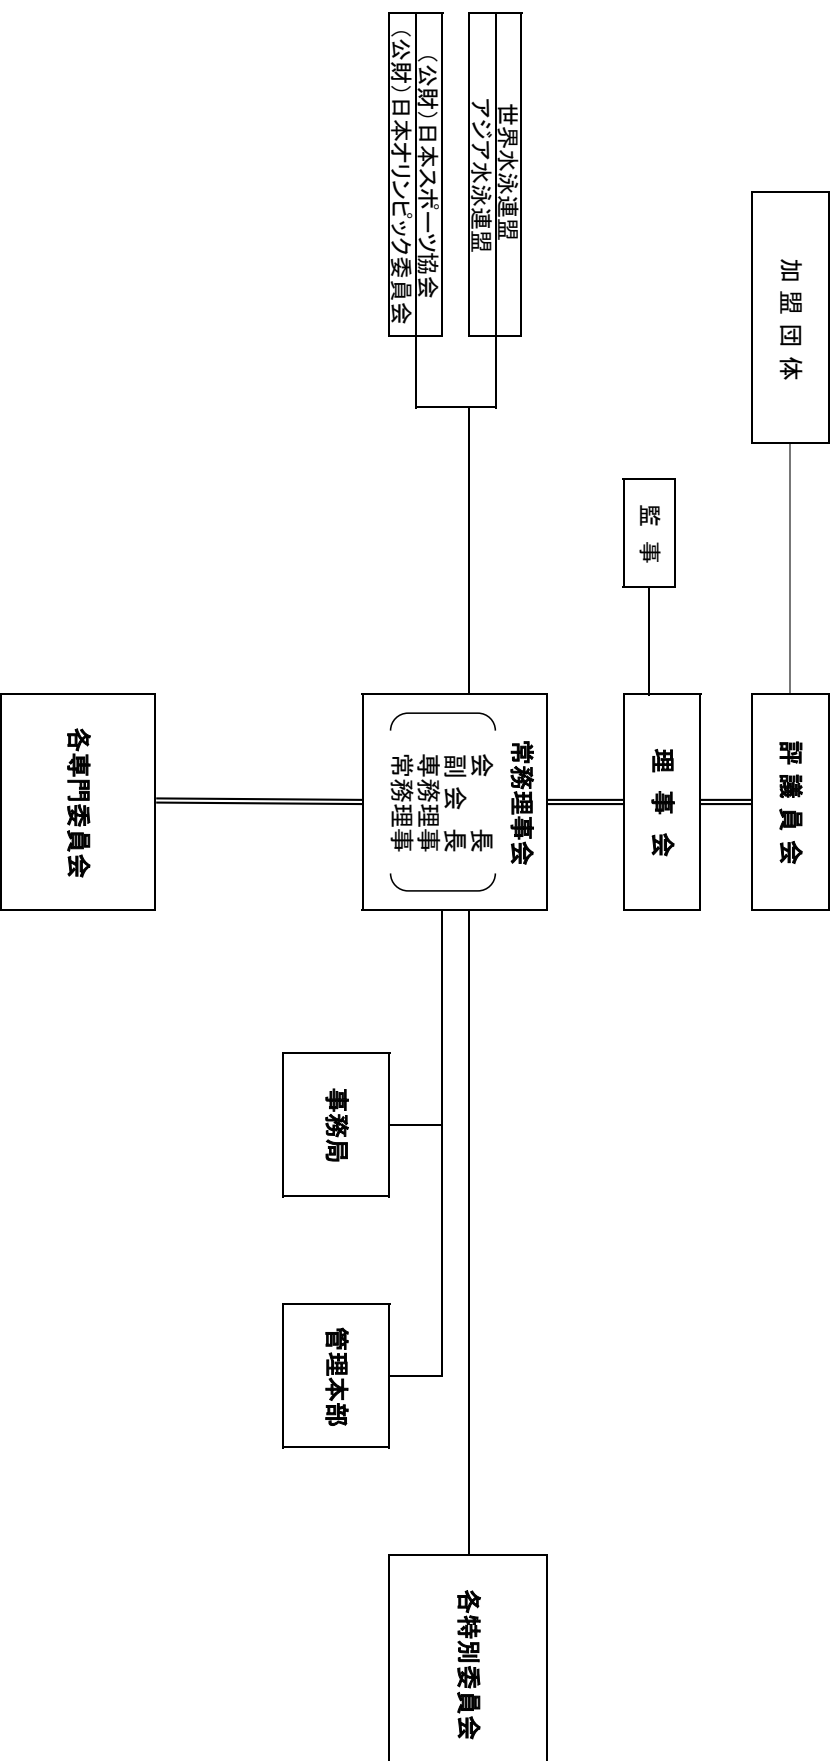 加盟団体
評議員会
監事
理事会
世界水泳連盟
アジア水泳連盟
（公財）日本スポーツ協会
（公財）日本オリンピック委員会
常務理事会
会長
副会長
専務理事
常務理事
事務局
管理本部
各特別委員会
各専門委員会